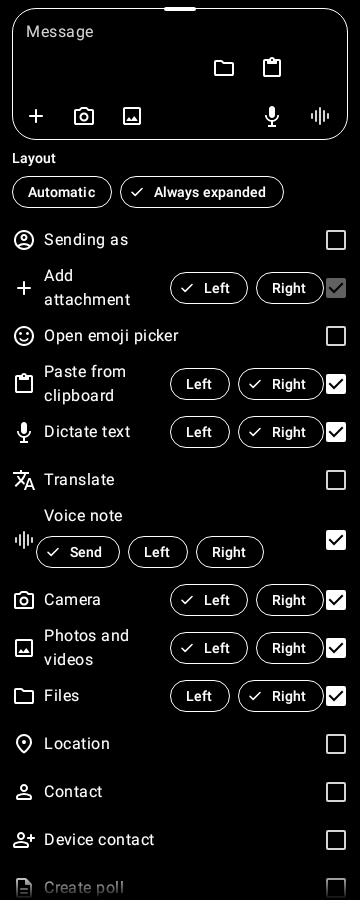 Message
Layout
Automatic
Always expanded
Sending as
Add
attachment
Left
Right
Open emoji picker
Paste from
clipboard
Left
Right
Dictate text
Left
Right
Translate
Voice note
Send
Left
Right
Camera
Left
Right
Photos and
videos
Left
Right
Files
Left
Right
Location
Contact
Device contact
Create poll